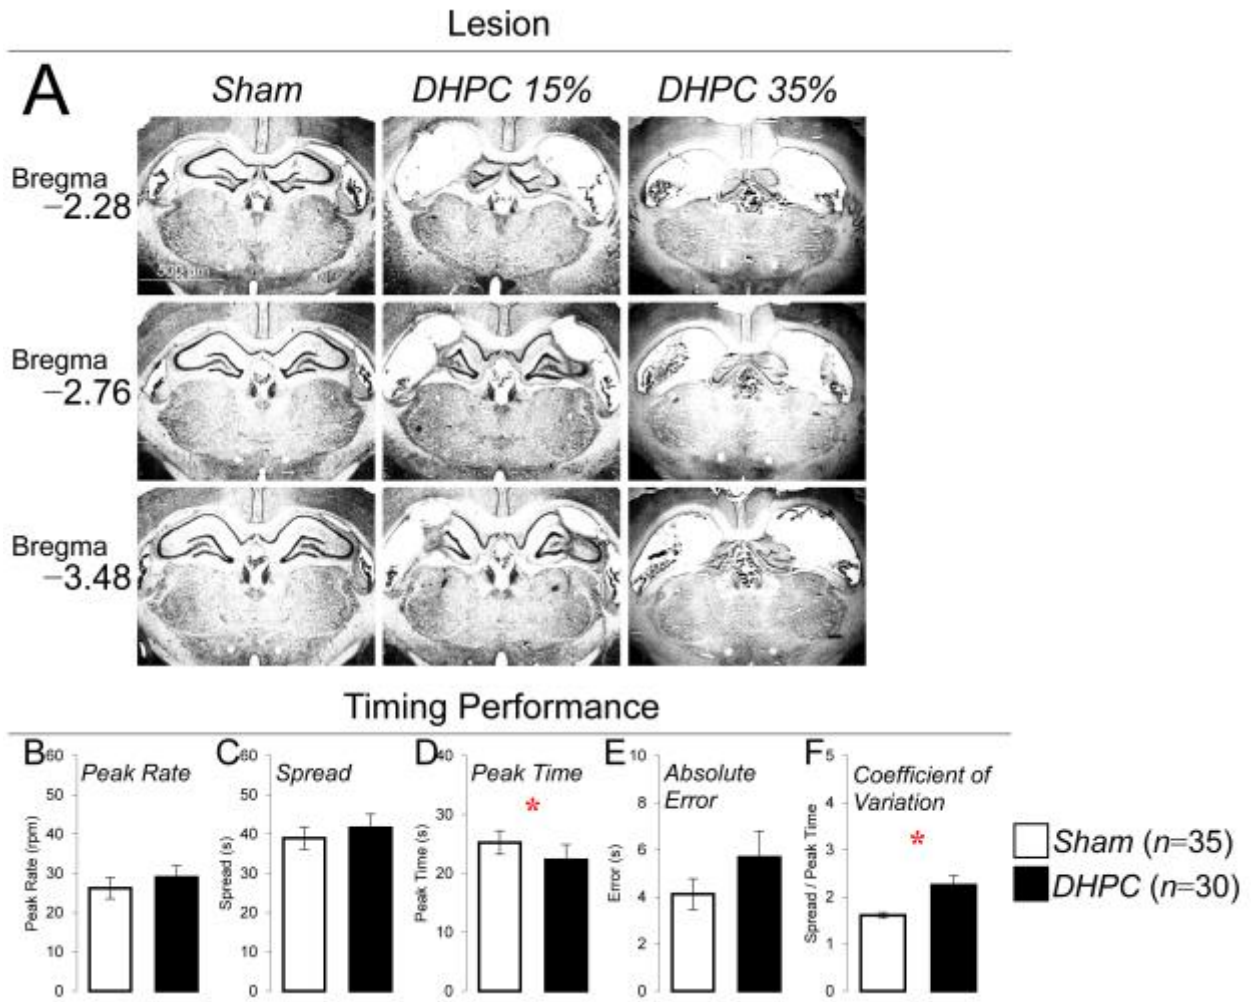 Lesion
A
Sham
DHPC 15%
DHPC 35%
Bregma
−2.28
Bregma
−2.76
Bregma
−3.48
Timing Performance
B
Peak Rate
Peak Rate (rpm)
60
50
40
30
20
10
0
C
Spread
Spread (s)
60
50
40
30
20
10
0
D
Peak Time
*
Peak Time (s)
40
30
20
10
0
E
Absolute
Error
Error (s)
10
8
6
4
2
0
F
Coefficient of
Variation
*
Spread / Peak Time
5
4
3
2
1
0
Sham (n=35)
DHPC (n=30)